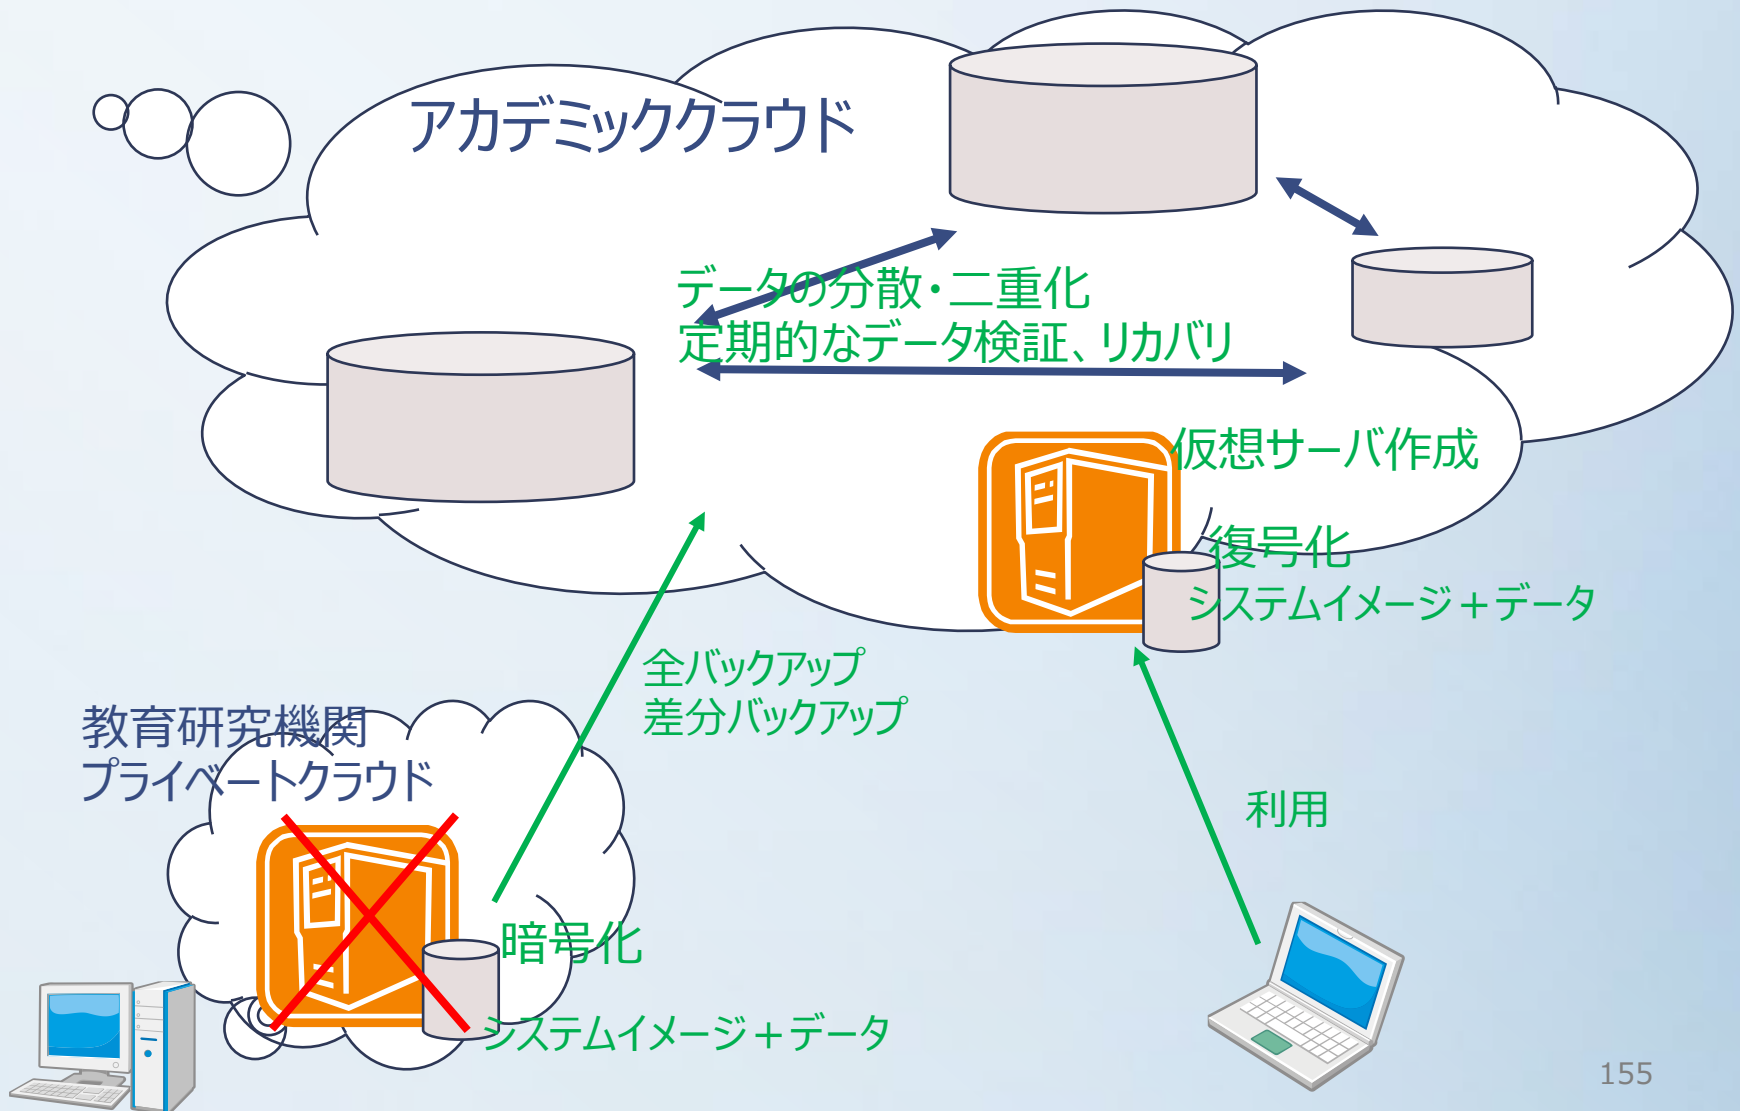 アカデミッククラウド
データの分散・二重化
定期的なデータ検証、リカバリ
仮想サーバ作成
復号化
システムイメージ+データ
全バックアップ
差分バックアップ
教育研究機関
プライベートクラウド
利用
暗号化
システムイメージ+データ
155